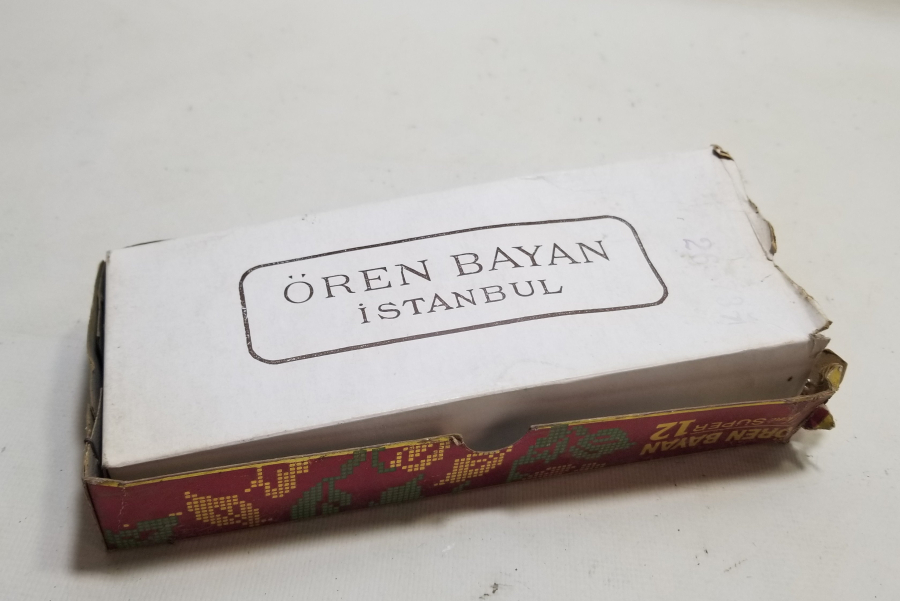 ÖREN BAYAN
İSTANBUL
ÖREN BAYAN
SUPER 12